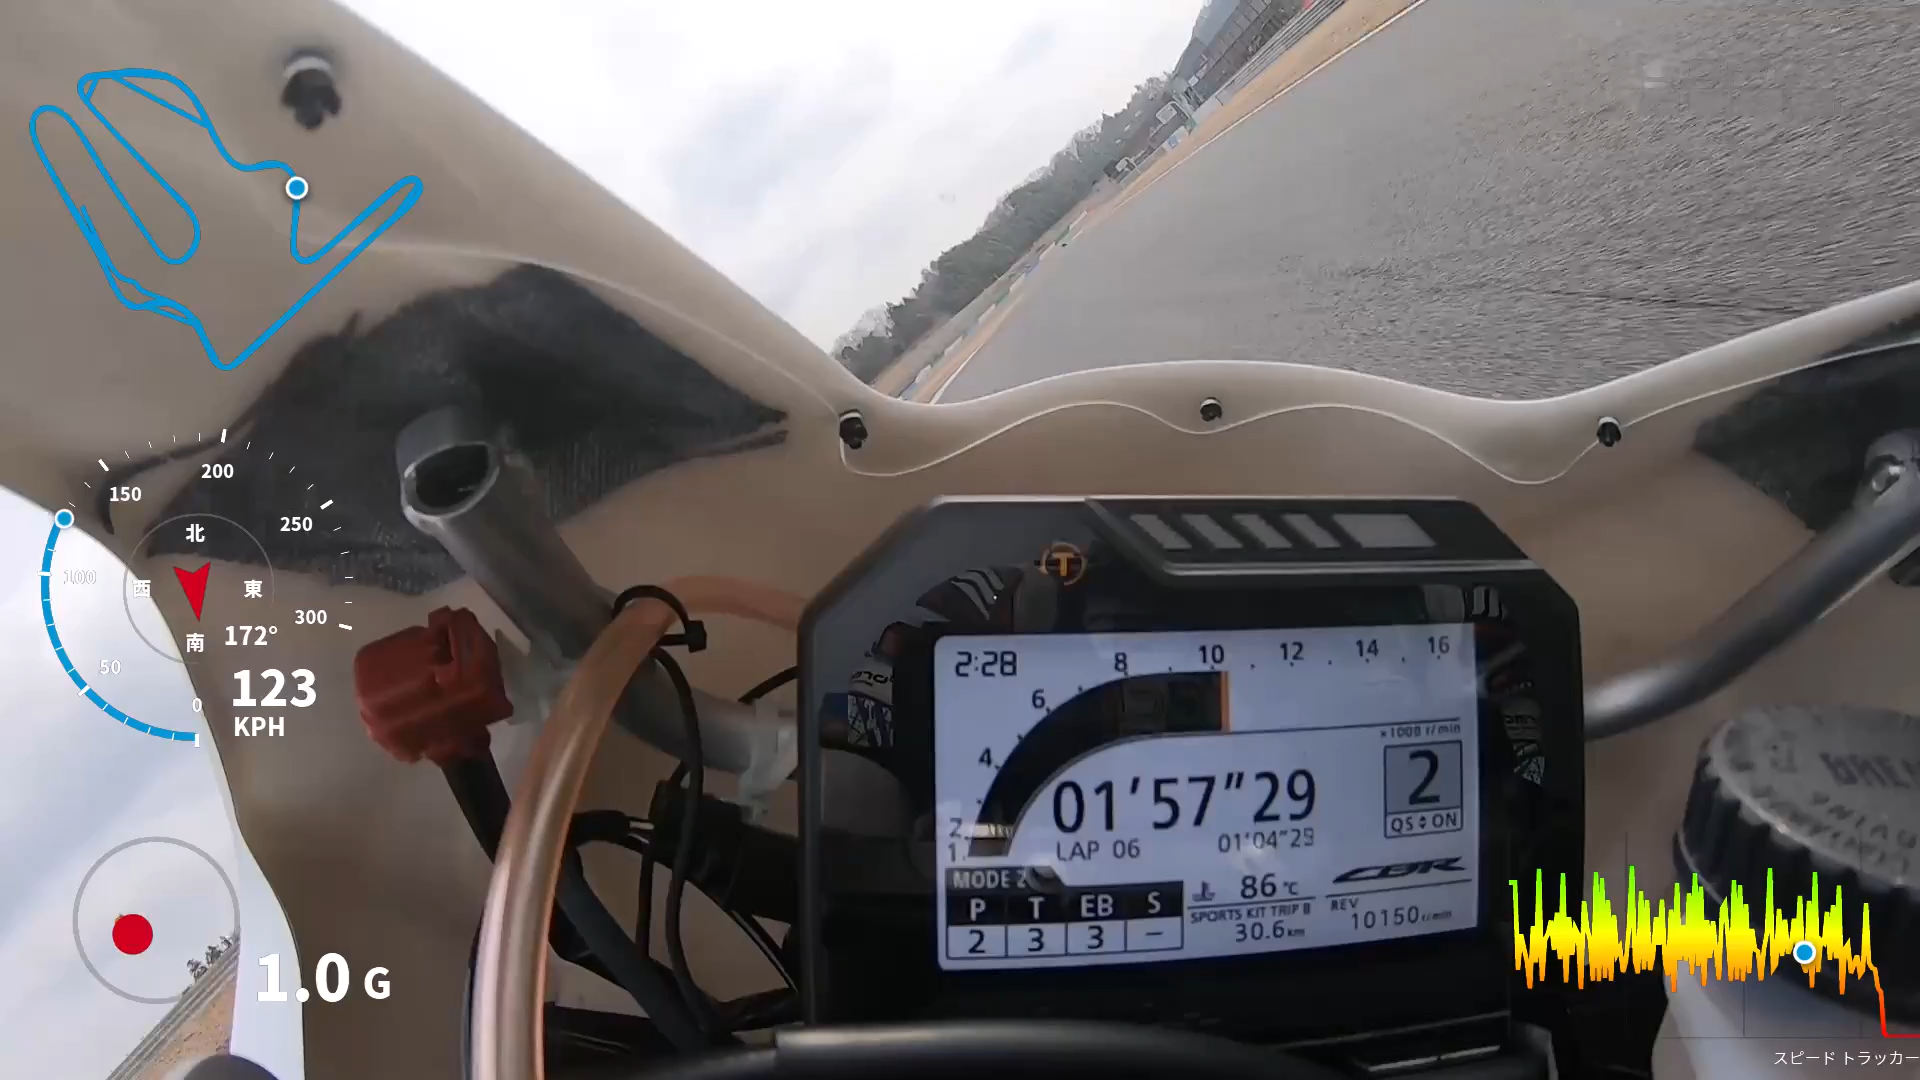 200
150
250
北
100
西
東
300
南
172°
50
123
0
KPH
1.0 G
T
2:28
8
10
12
14
16
6
×1000 r/min
4
2
01'57"29
QS ON
2
1
LAP 06
01'04"29
MODE 2
CBR
P T EB S
86 °C
2 3 3 –
SPORTS KIT TRIP B
REV
30.6 km
10150 r/min
スピード トラッカー